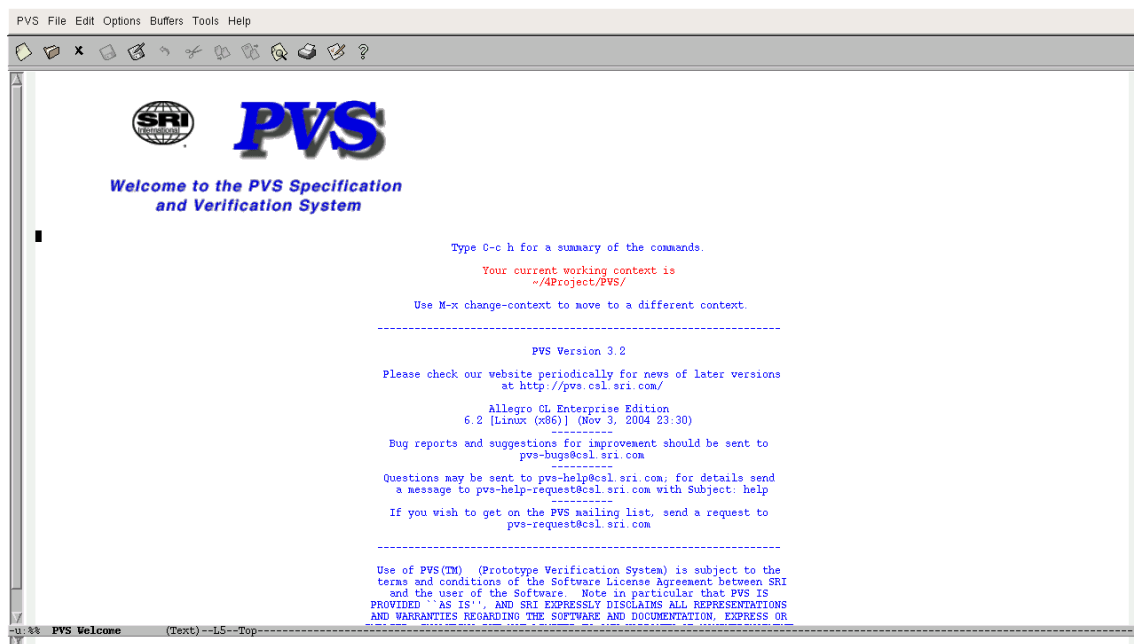 PVS File Edit Options Buffers Tools Help
SRI
International
PVS
Welcome to the PVS Specification
and Verification System
Type C-c h for a summary of the commands.
Your current working context is
~/4Project/PVS/
Use M-x change-context to move to a different context.
----------------------------------------------------------------
PVS Version 3.2
Please check our website periodically for news of later versions
at http://pvs.csl.sri.com/
Allegro CL Enterprise Edition
6.2 [Linux (x86)] (Nov 3, 2004 23:30)
----------
Bug reports and suggestions for improvement should be sent to
pvs-bugs@csl.sri.com
----------
Questions may be sent to pvs-help@csl.sri.com; for details send
a message to pvs-help-request@csl.sri.com with Subject: help
----------
If you wish to get on the PVS mailing list, send a request to
pvs-request@csl.sri.com
----------------------------------------------------------------
Use of PVS(TM)  (Prototype Verification System) is subject to the
terms and conditions of the Software License Agreement between SRI
and the user of the Software.  Note in particular that PVS IS
PROVIDED ``AS IS'', AND SRI EXPRESSLY DISCLAIMS ALL REPRESENTATIONS
AND WARRANTIES REGARDING THE SOFTWARE AND DOCUMENTATION, EXPRESS OR
-u:%% PVS Welcome (Text)--L5--Top----------------